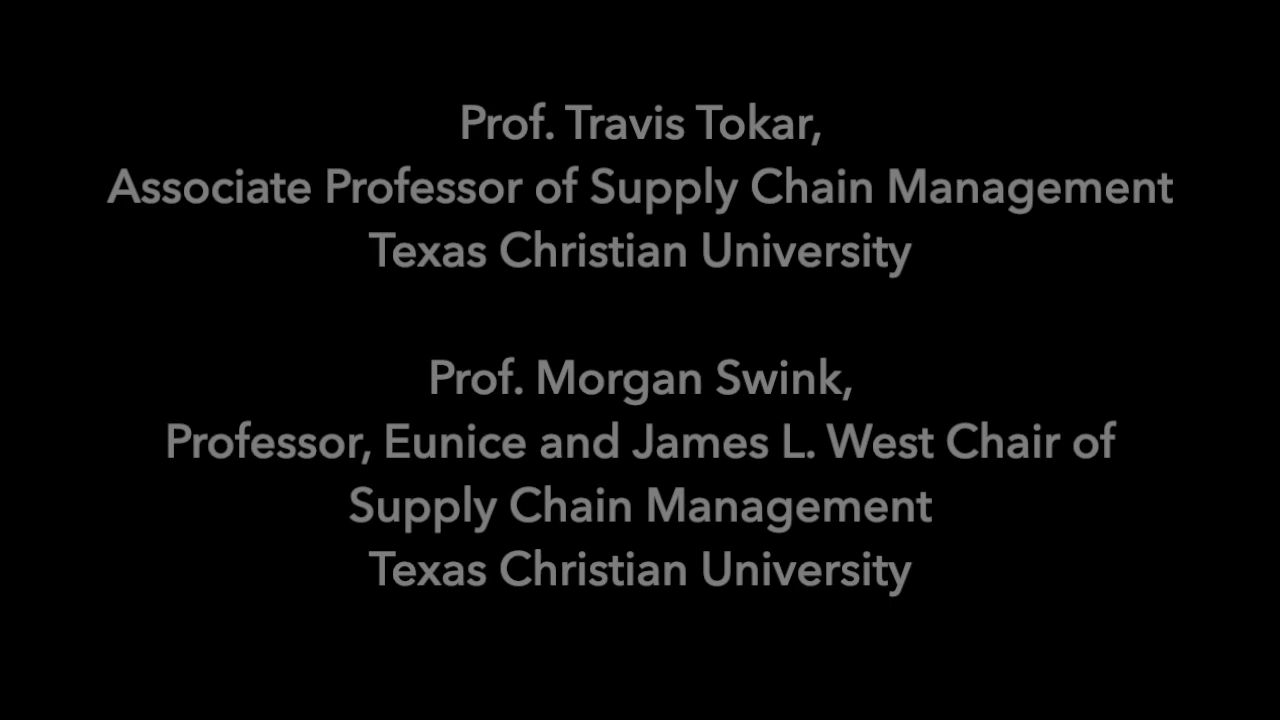 Prof. Travis Tokar,
Associate Professor of Supply Chain Management
Texas Christian University
Prof. Morgan Swink,
Professor, Eunice and James L. West Chair of
Supply Chain Management
Texas Christian University